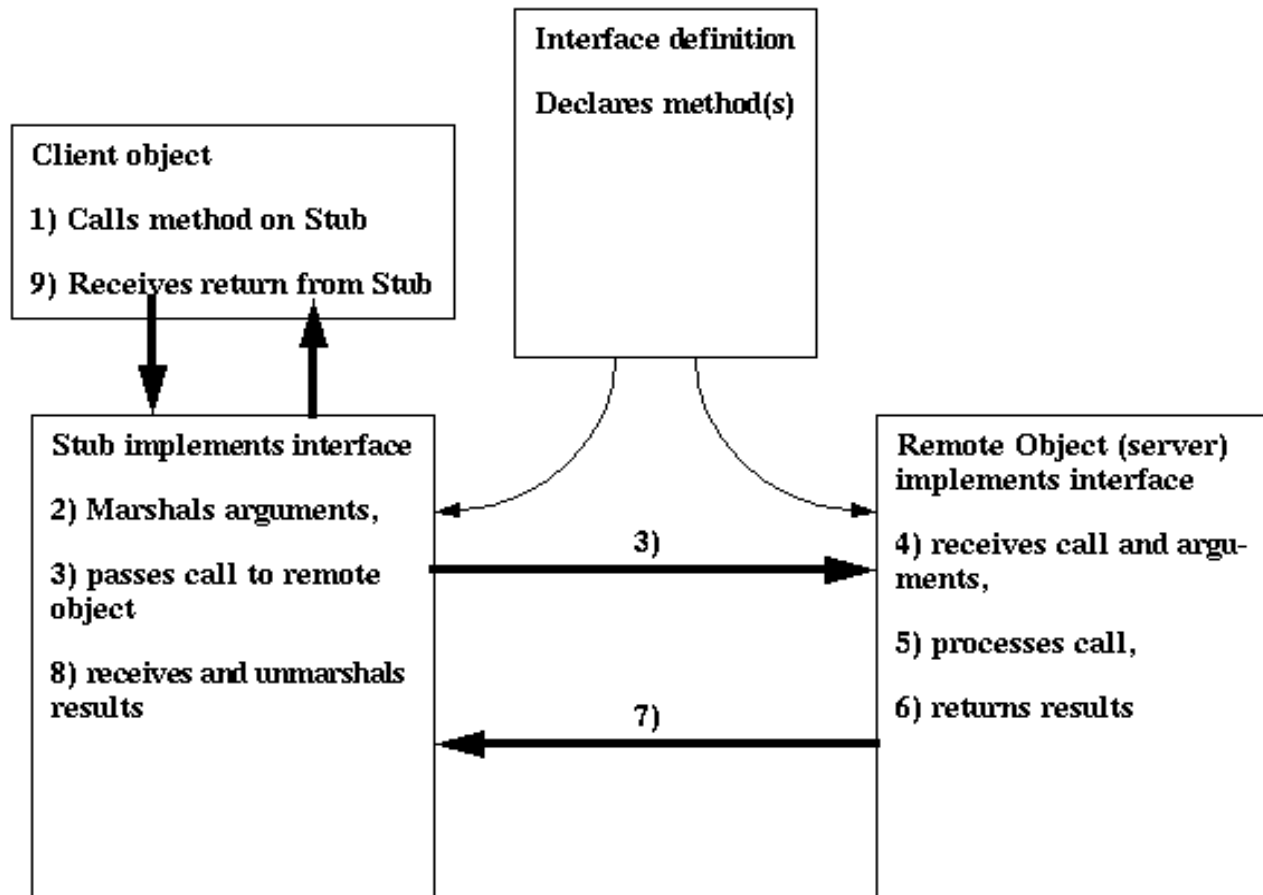 Interface definition
Declares method(s)
Client object
1) Calls method on Stub
9) Receives return from Stub
Stub implements interface
2) Marshals arguments,
3) passes call to remote
object
8) receives and unmarshals
results
3)
7)
Remote Object (server)
implements interface
4) receives call and argu-
ments,
5) processes call,
6) returns results